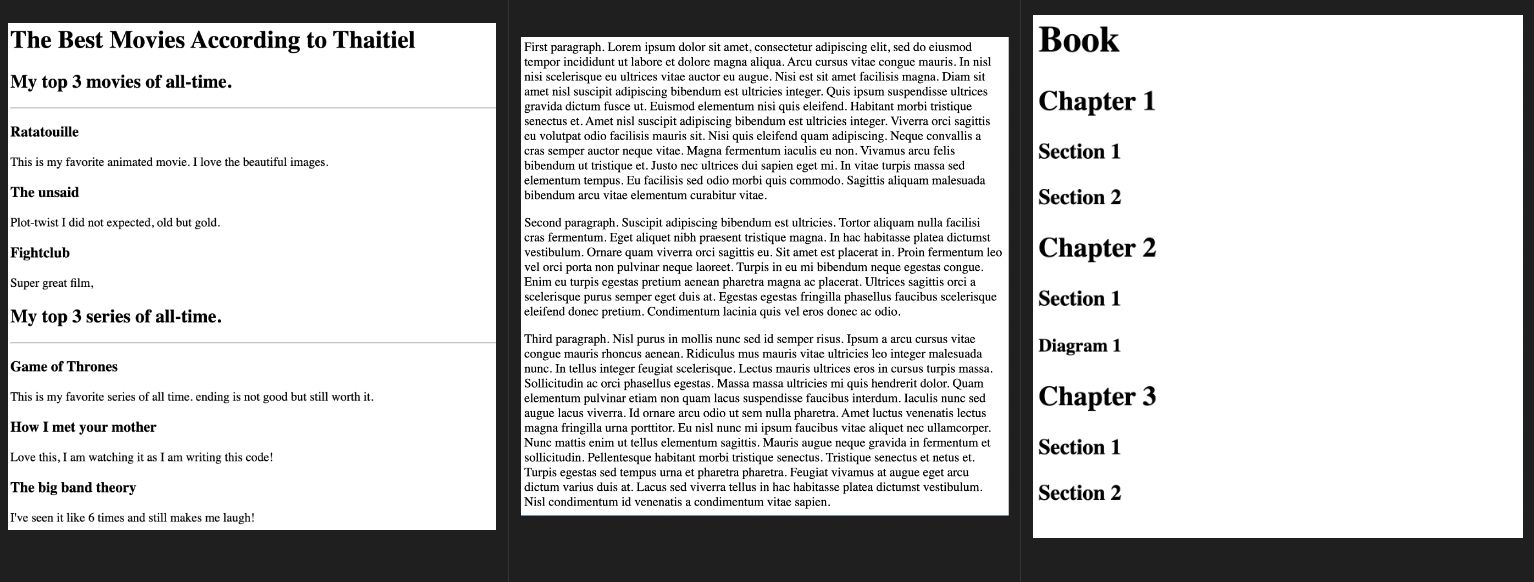 The Best Movies According to Thaitiel
My top 3 movies of all-time.
Ratatouille
This is my favorite animated movie. I love the beautiful images.
The unsaid
Plot-twist I did not expected, old but gold.
Fightclub
Super great film,
My top 3 series of all-time.
Game of Thrones
This is my favorite series of all time. ending is not good but still worth it.
How I met your mother
Love this, I am watching it as I am writing this code!
The big band theory
I've seen it like 6 times and still makes me laugh!
First paragraph. Lorem ipsum dolor sit amet, consectetur adipiscing elit, sed do eiusmod
tempor incididunt ut labore et dolore magna aliqua. Arcu cursus vitae congue mauris. In nisl
nisi scelerisque eu ultrices vitae auctor eu augue. Nisi est sit amet facilisis magna. Diam sit
amet nisl suscipit adipiscing bibendum est ultricies integer. Quis ipsum suspendisse ultrices
gravida dictum fusce ut. Euismod elementum nisi quis eleifend. Habitant morbi tristique
senectus et. Amet nisl suscipit adipiscing bibendum est ultricies integer. Viverra orci sagittis
eu volutpat odio facilisis mauris sit. Nisi quis eleifend quam adipiscing. Neque convallis a
cras semper auctor neque vitae. Magna fermentum iaculis eu non. Vivamus arcu felis
bibendum ut tristique et. Justo nec ultrices dui sapien eget mi. In vitae turpis massa sed
elementum tempus. Eu facilisis sed odio morbi quis commodo. Sagittis aliquam malesuada
bibendum arcu vitae elementum curabitur vitae.
Second paragraph. Suscipit adipiscing bibendum est ultricies. Tortor aliquam nulla facilisi
cras fermentum. Eget aliquet nibh praesent tristique magna. In hac habitasse platea dictumst
vestibulum. Ornare quam viverra orci sagittis eu. Sit amet est placerat in. Proin fermentum leo
vel orci porta non pulvinar neque laoreet. Turpis in eu mi bibendum neque egestas congue.
Enim eu turpis egestas pretium aenean pharetra magna ac placerat. Ultrices sagittis orci a
scelerisque purus semper eget duis at. Egestas egestas fringilla phasellus faucibus scelerisque
eleifend donec pretium. Condimentum lacinia quis vel eros donec ac odio.
Third paragraph. Nisl purus in mollis nunc sed id semper risus. Ipsum a arcu cursus vitae
congue mauris rhoncus aenean. Ridiculus mus mauris vitae ultricies leo integer malesuada
nunc. In tellus integer feugiat scelerisque. Lectus mauris ultrices eros in cursus turpis massa.
Sollicitudin ac orci phasellus egestas. Massa massa ultricies mi quis hendrerit dolor. Quam
elementum pulvinar etiam non quam lacus suspendisse faucibus interdum. Iaculis nunc sed
augue lacus viverra. Id ornare arcu odio ut sem nulla pharetra. Amet luctus venenatis lectus
magna fringilla urna porttitor. Eu nisl nunc mi ipsum faucibus vitae aliquet nec ullamcorper.
Nunc mattis enim ut tellus elementum sagittis. Mauris augue neque gravida in fermentum et
sollicitudin. Pellentesque habitant morbi tristique senectus. Tristique senectus et netus et.
Turpis egestas sed tempus urna et pharetra pharetra. Feugiat vivamus at augue eget arcu
dictum varius duis at. Lacus sed viverra tellus in hac habitasse platea dictumst vestibulum.
Nisl condimentum id venenatis a condimentum vitae sapien.
Book
Chapter 1
Section 1
Section 2
Chapter 2
Section 1
Diagram 1
Chapter 3
Section 1
Section 2